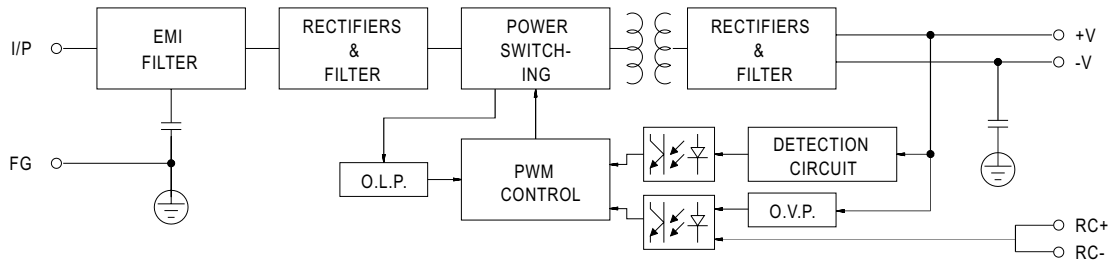 I/P
EMI
FILTER
RECTIFIERS
&
FILTER
POWER
SWITCH-
ING
RECTIFIERS
&
FILTER
+V
-V
FG
O.L.P.
PWM
CONTROL
DETECTION
CIRCUIT
O.V.P.
RC+
RC-